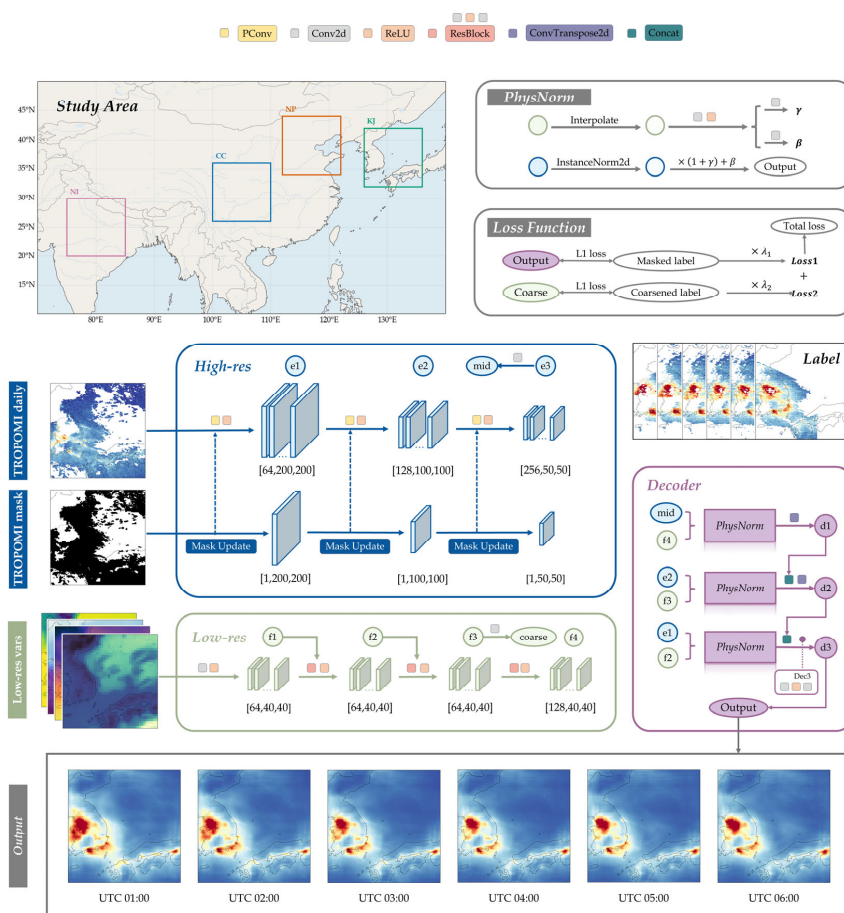 PConv Conv2d ReLU ResBlock ConvTranspose2d Concat
Study Area
45°N
40°N
35°N
30°N
25°N
20°N
15°N
80°E 90°E 100°E 110°E 120°E 130°E
NP
KJ
CC
NI
PhysNorm
Interpolate
γ
β
InstanceNorm2d
× (1 + γ) + β
Output
Loss Function
Total loss
Output
L1 loss
Masked label
× λ₁
Loss1
+
Coarse
L1 loss
Coarsened label
× λ₂
Loss2
TROPOMI daily
High-res
e1
e2
mid
e3
[64,200,200]
[128,100,100]
[256,50,50]
TROPOMI mask
Mask Update
Mask Update
Mask Update
[1,200,200]
[1,100,100]
[1,50,50]
Label
Low-res vars
Low-res
f1
f2
f3
coarse
f4
[64,40,40]
[64,40,40]
[64,40,40]
[128,40,40]
Decoder
mid
f4
PhysNorm
d1
e2
f3
PhysNorm
d2
e1
f2
PhysNorm
d3
Dec3
Output
Output
UTC 01:00
UTC 02:00
UTC 03:00
UTC 04:00
UTC 05:00
UTC 06:00